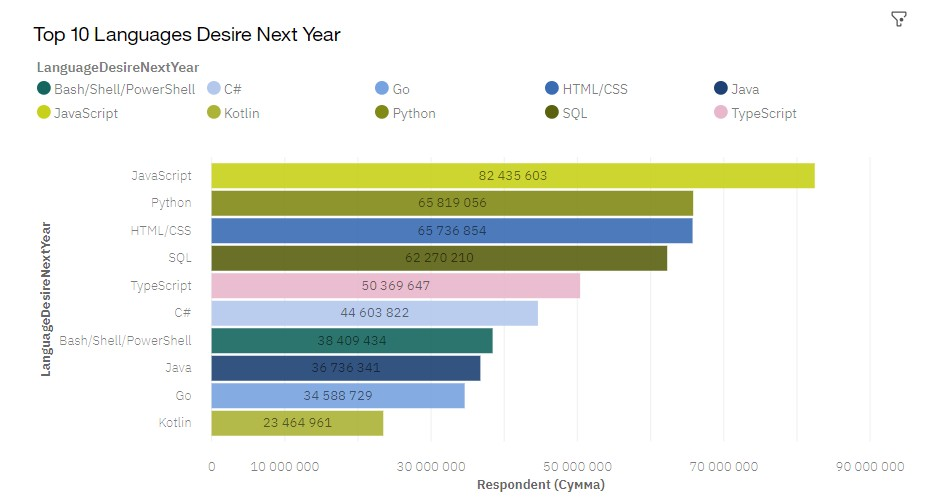 Top 10 Languages Desire Next Year
LanguageDesireNextYear
Bash/Shell/PowerShell C# Go HTML/CSS Java
JavaScript Kotlin Python SQL TypeScript
LanguageDesireNextYear
JavaScript 82 435 603
Python 65 819 056
HTML/CSS 65 736 854
SQL 62 270 210
TypeScript 50 369 647
C# 44 603 822
Bash/Shell/PowerShell 38 409 434
Java 36 736 341
Go 34 588 729
Kotlin 23 464 961
0 10 000 000 30 000 000 50 000 000 70 000 000 90 000 000
Respondent (Сумма)